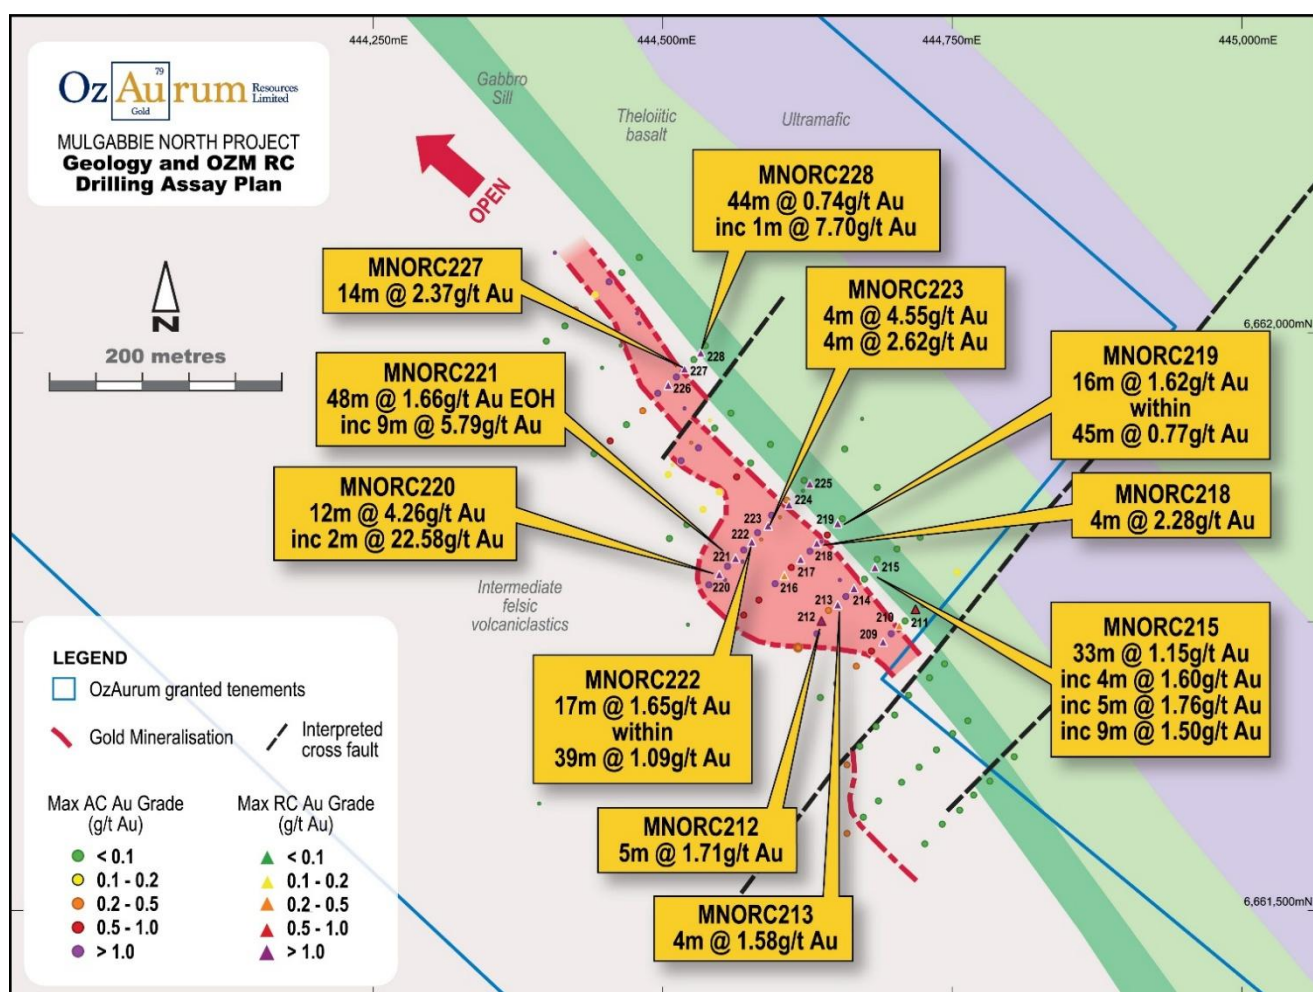 444,250mE
444,500mE
444,750mE
445,000mE
79
OzAurum Resources
Limited
Gold
MULGABBIE NORTH PROJECT
Geology and OZM RC
Drilling Assay Plan
Gabbro
Sill
Theloiitic
basalt
Ultramafic
OPEN
MNORC228
44m @ 0.74g/t Au
inc 1m @ 7.70g/t Au
MNORC227
14m @ 2.37g/t Au
MNORC223
4m @ 4.55g/t Au
4m @ 2.62g/t Au
N
200 metres
6,662,000mN
MNORC221
48m @ 1.66g/t Au EOH
inc 9m @ 5.79g/t Au
MNORC219
16m @ 1.62g/t Au
within
45m @ 0.77g/t Au
MNORC220
12m @ 4.26g/t Au
inc 2m @ 22.58g/t Au
MNORC218
4m @ 2.28g/t Au
228
227
226
225
224
223
219
222
218
221
217
215
220
216
214
213
212
210
211
209
Intermediate
felsic
volcaniclastics
MNORC215
33m @ 1.15g/t Au
inc 4m @ 1.60g/t Au
inc 5m @ 1.76g/t Au
inc 9m @ 1.50g/t Au
MNORC222
17m @ 1.65g/t Au
within
39m @ 1.09g/t Au
MNORC212
5m @ 1.71g/t Au
MNORC213
4m @ 1.58g/t Au
6,661,500mN
LEGEND
OzAurum granted tenements
Gold Mineralisation
Interpreted
cross fault
Max AC Au Grade
(g/t Au)
< 0.1
0.1 - 0.2
0.2 - 0.5
0.5 - 1.0
> 1.0
Max RC Au Grade
(g/t Au)
< 0.1
0.1 - 0.2
0.2 - 0.5
0.5 - 1.0
> 1.0